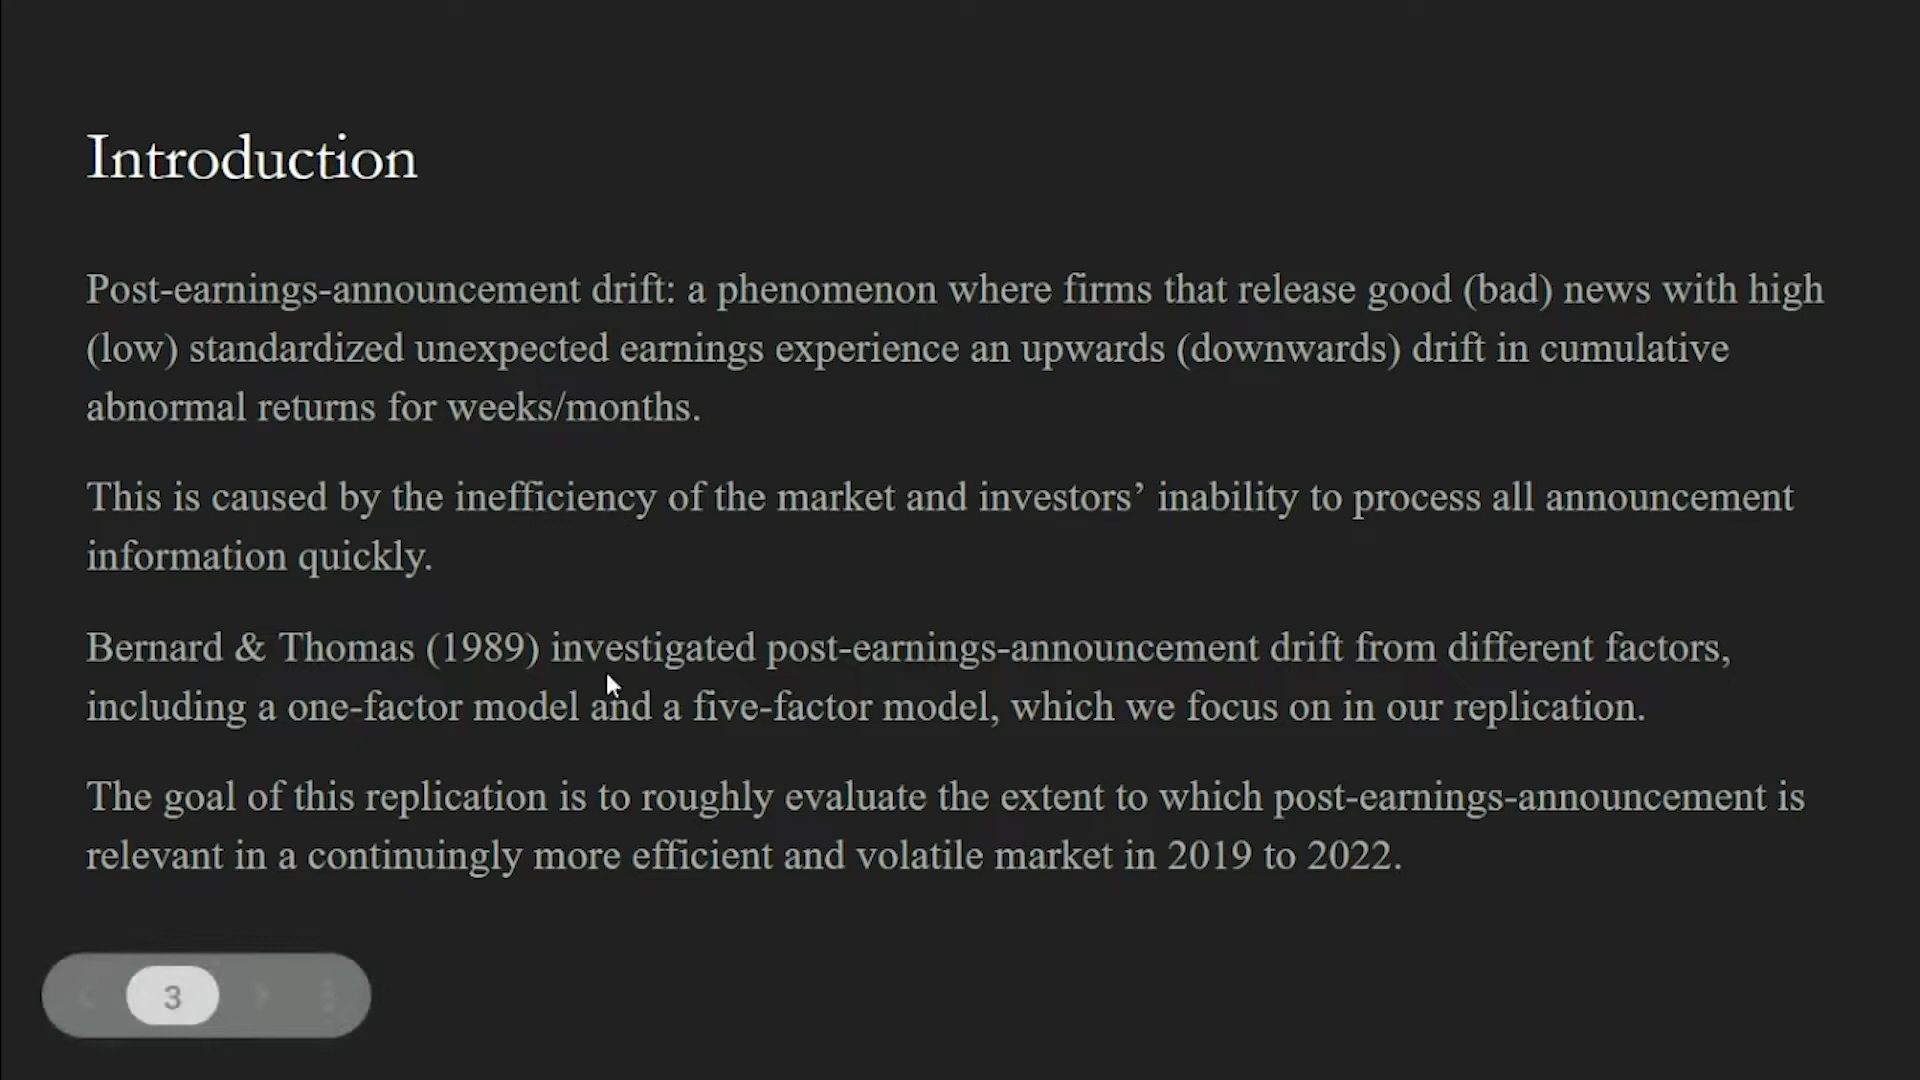 Introduction
Post-earnings-announcement drift: a phenomenon where firms that release good (bad) news with high
(low) standardized unexpected earnings experience an upwards (downwards) drift in cumulative
abnormal returns for weeks/months.
This is caused by the inefficiency of the market and investors’ inability to process all announcement
information quickly.
Bernard & Thomas (1989) investigated post-earnings-announcement drift from different factors,
including a one-factor model and a five-factor model, which we focus on in our replication.
The goal of this replication is to roughly evaluate the extent to which post-earnings-announcement is
relevant in a continuingly more efficient and volatile market in 2019 to 2022.
3